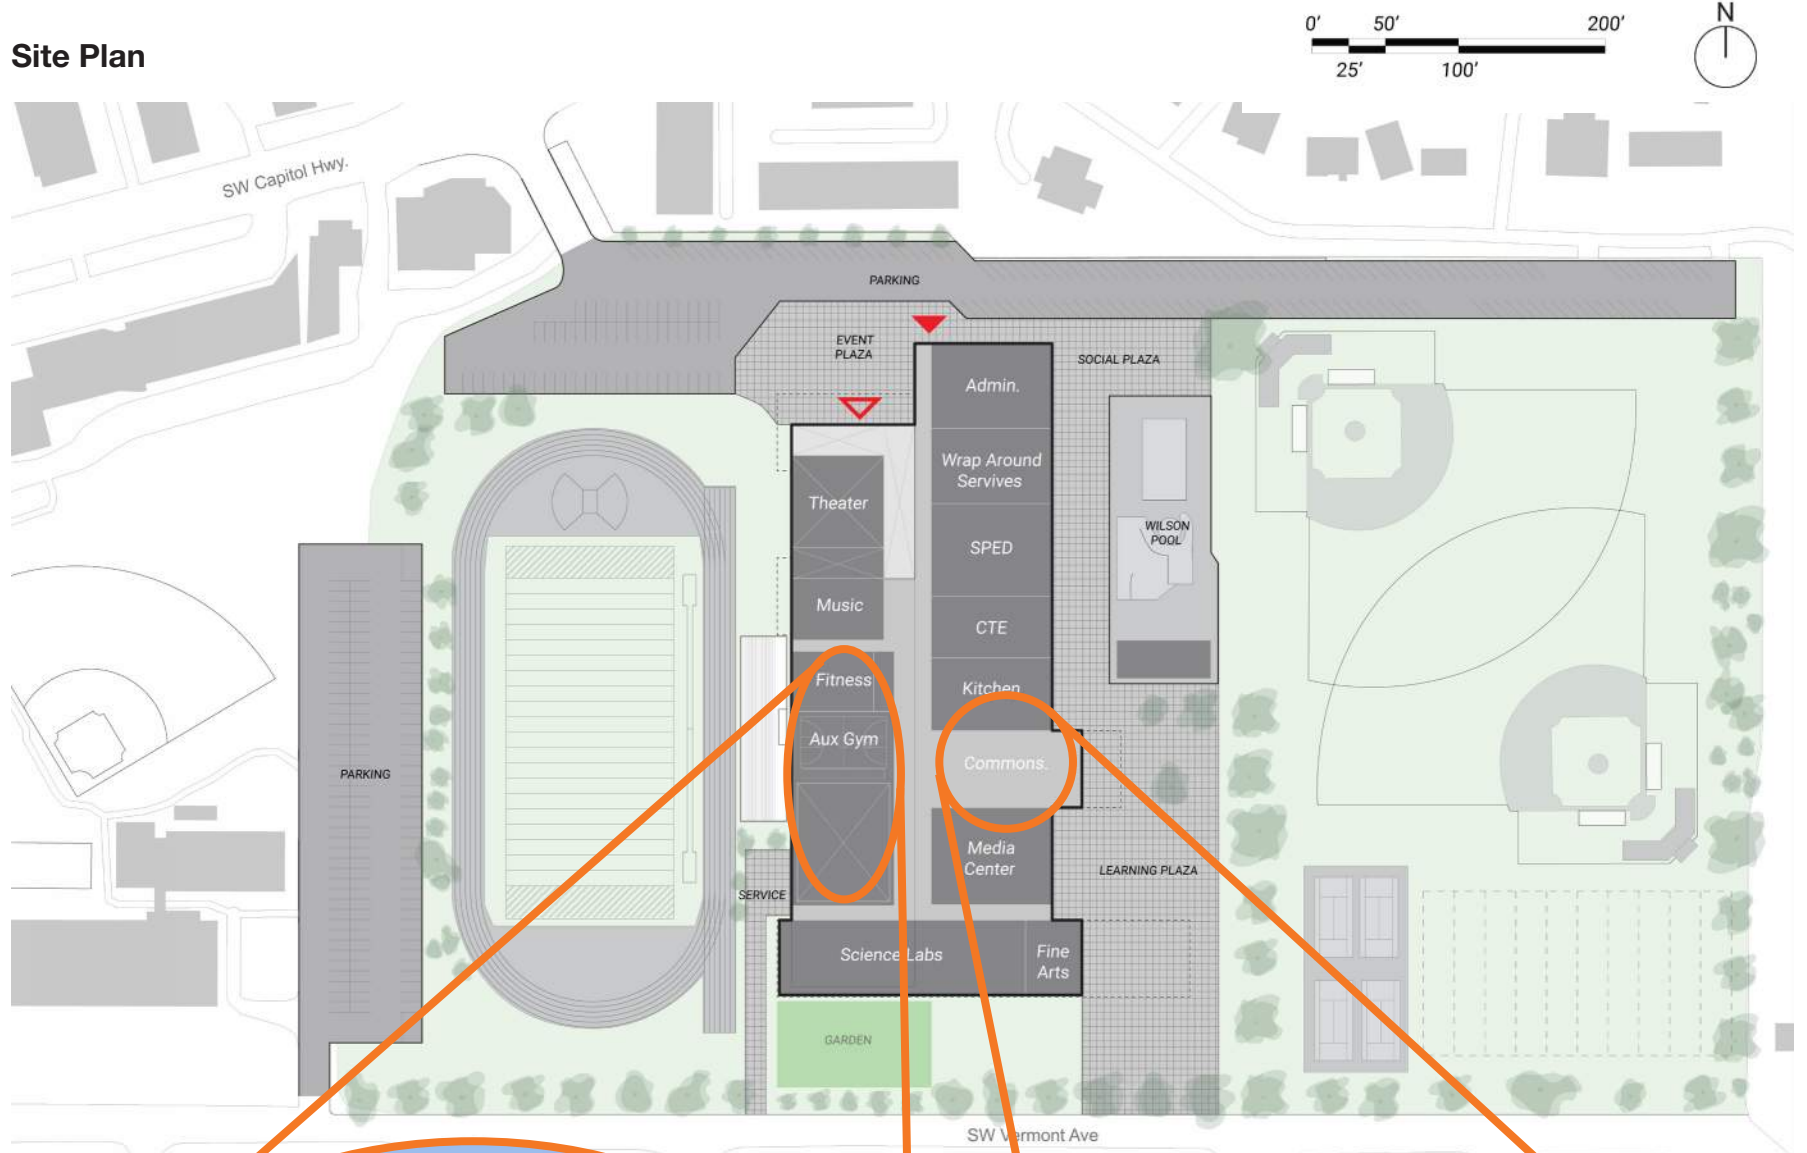 Site Plan
0' 50' 200'
25' 100'
N
SW Capitol Hwy.
PARKING
EVENT
PLAZA
SOCIAL PLAZA
Admin.
Wrap Around
Servives
Theater
SPED
WILSON
POOL
Music
CTE
Fitness
Kitchen
Aux Gym
Commons.
PARKING
Media
Center
LEARNING PLAZA
SERVICE
Science Labs
Fine
Arts
GARDEN
SW Vermont Ave